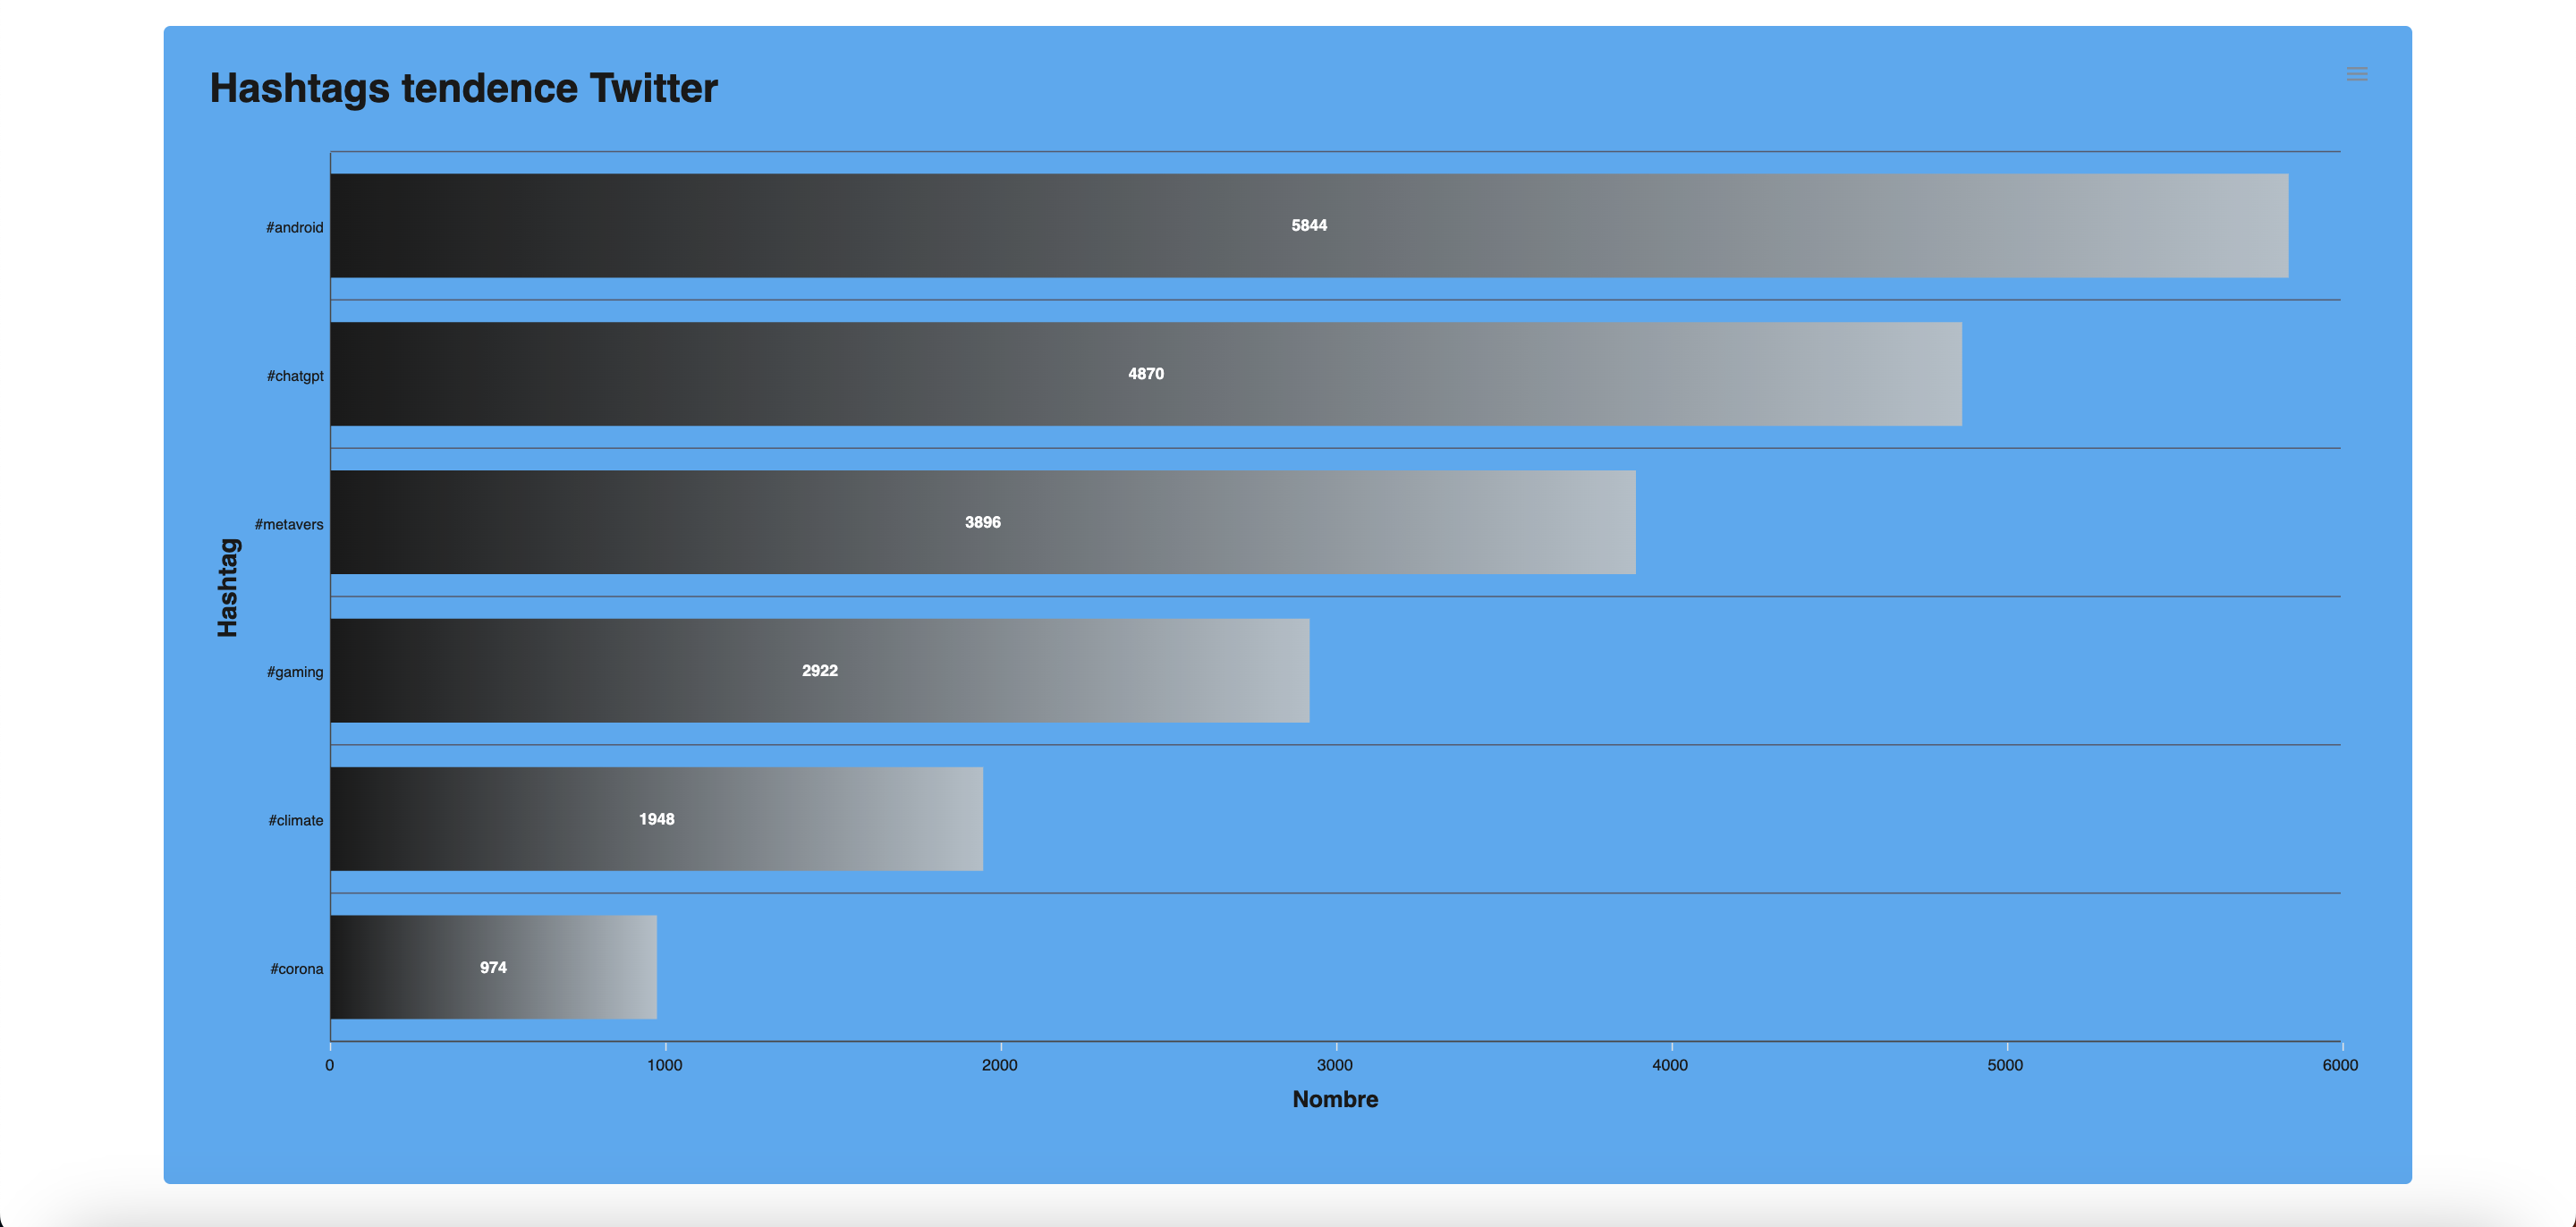 Hashtags tendence Twitter
#android
5844
#chatgpt
4870
#metavers
3896
Hashtag
#gaming
2922
#climate
1948
#corona
974
0 1000 2000 3000 4000 5000 6000
Nombre